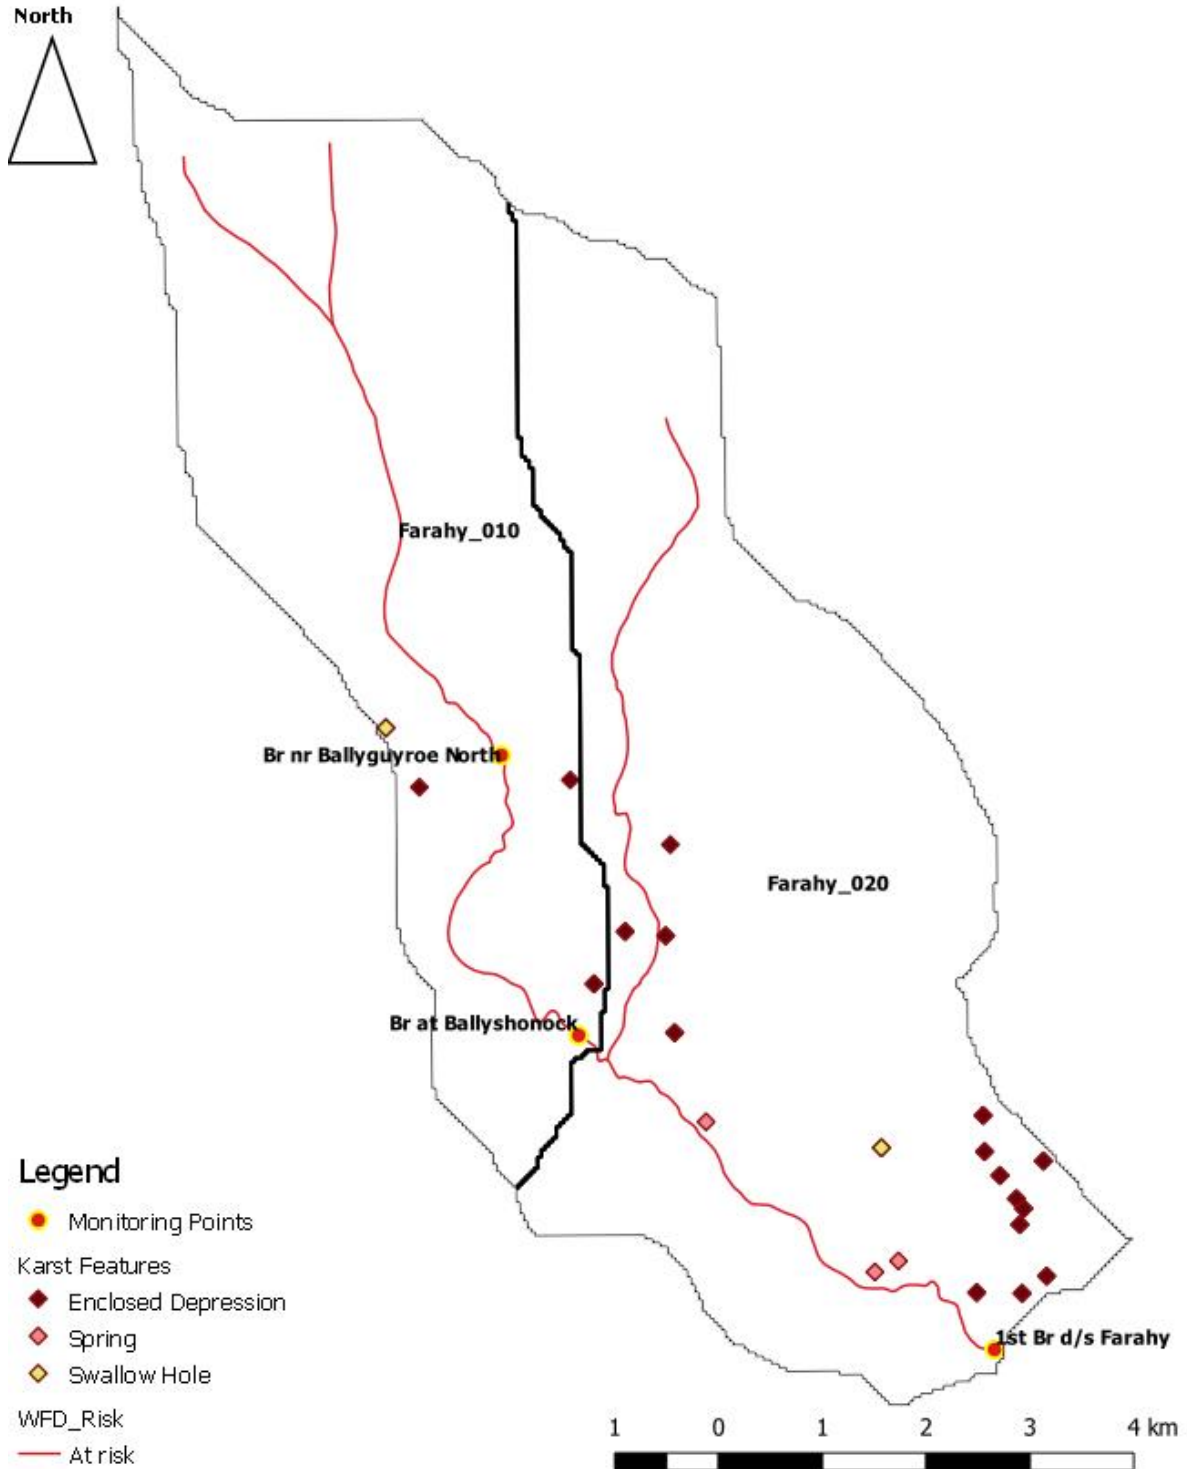 North
Farahy_010
Br nr Ballyguyroe North
Farahy_020
Br at Ballyshonock
Legend
Monitoring Points
Karst Features
Enclosed Depression
Spring
Swallow Hole
WFD_Risk
At risk
1st Br d/s Farahy
1 0 1 2 3 4 km